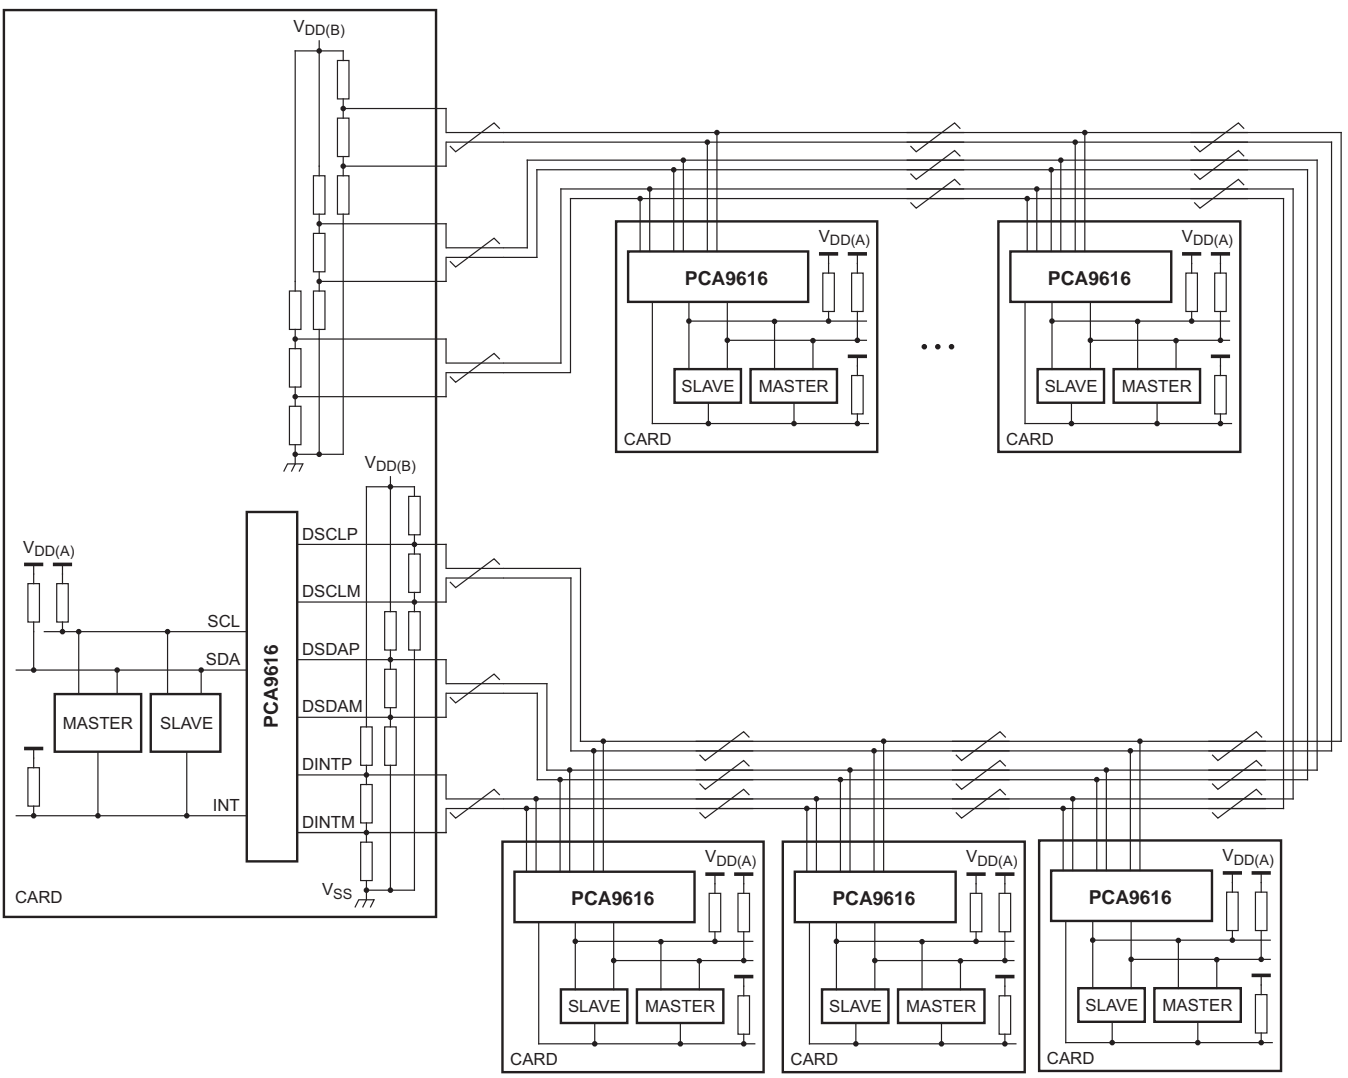 VDD(B)
VDD(A)
VDD(A)
PCA9616
PCA9616
SLAVE
MASTER
SLAVE
MASTER
CARD
CARD
VDD(B)
DSCLP
VDD(A)
DSCLM
SCL
DSDAP
SDA
PCA9616
DSDAM
MASTER
SLAVE
DINTP
INT
DINTM
VSS
CARD
VDD(A)
VDD(A)
VDD(A)
PCA9616
PCA9616
PCA9616
SLAVE
MASTER
SLAVE
MASTER
SLAVE
MASTER
CARD
CARD
CARD